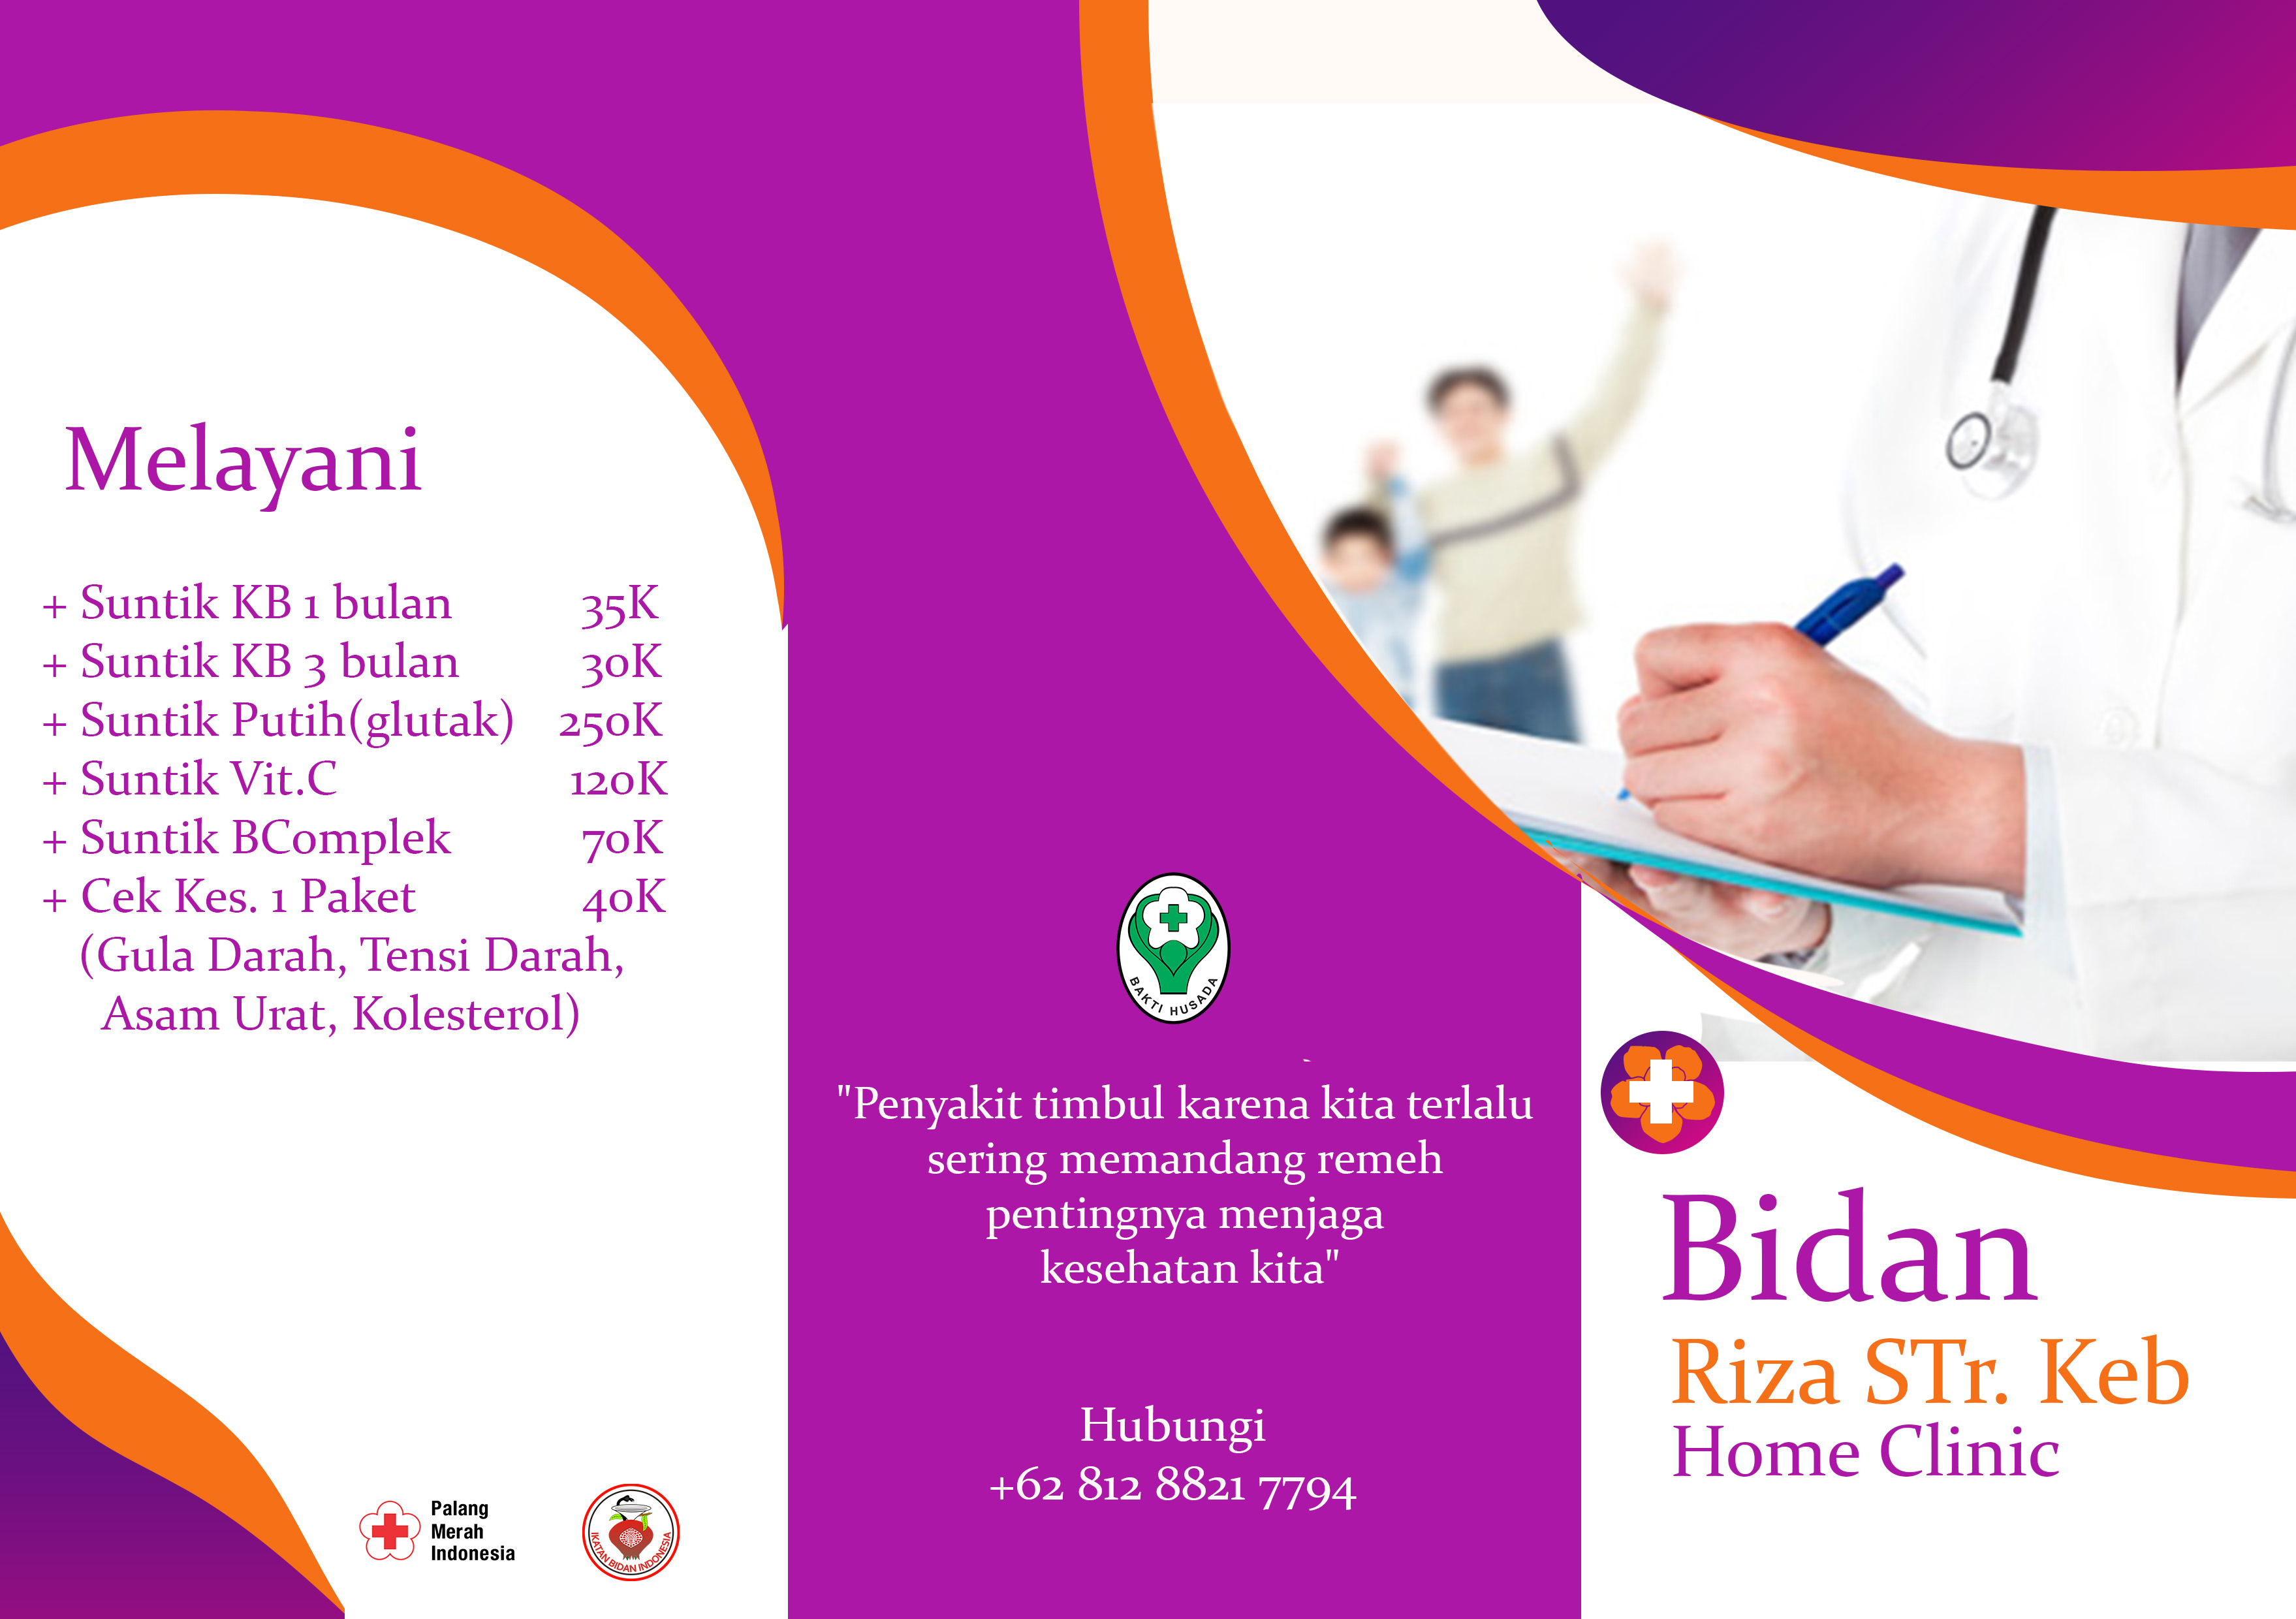 Melayani
+ Suntik KB 1 bulan 35K
+ Suntik KB 3 bulan 30K
+ Suntik Putih(glutak) 250K
+ Suntik Vit.C 120K
+ Suntik BComplek 70K
+ Cek Kes. 1 Paket 40K
(Gula Darah, Tensi Darah,
Asam Urat, Kolesterol)
Palang
Merah
Indonesia
IKATAN BIDAN INDONESIA
BAKTI HUSADA
"Penyakit timbul karena kita terlalu
sering memandang remeh
pentingnya menjaga
kesehatan kita"
Hubungi
+62 812 8821 7794
Bidan
Riza STr. Keb
Home Clinic